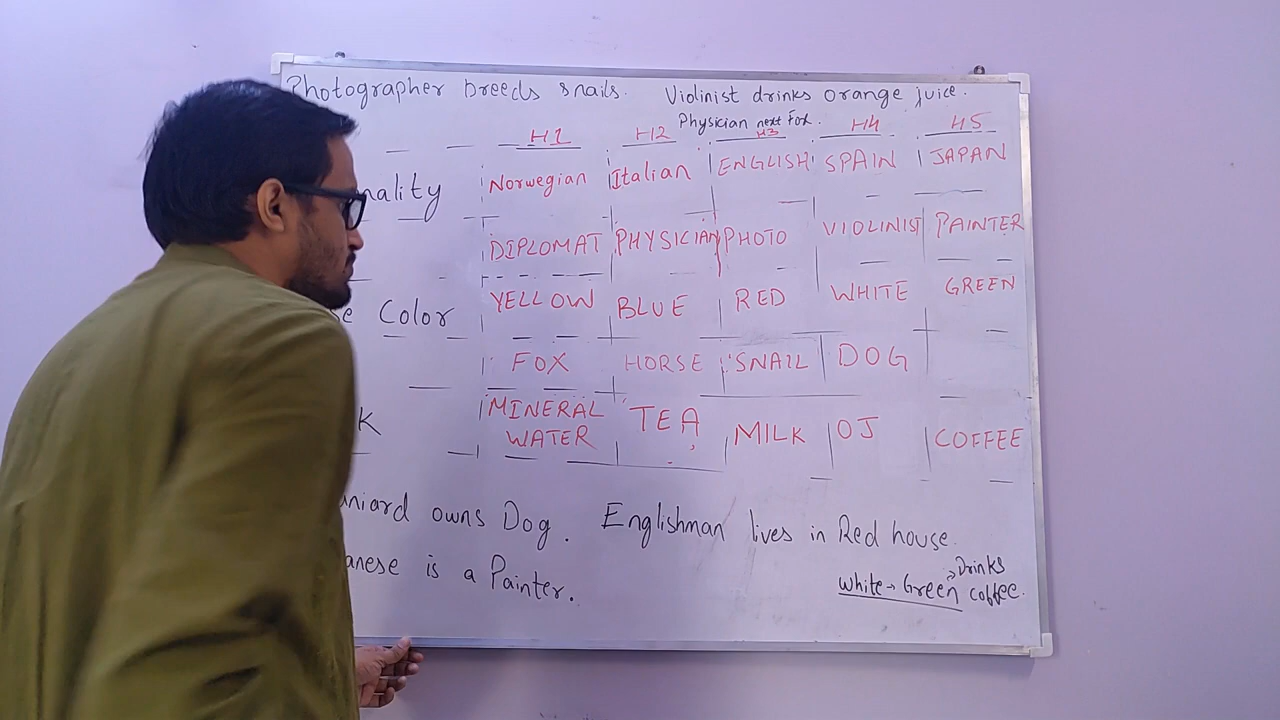 Photographer breeds snails. Violinist drinks orange juice.
Physician next Fox.
H1 H2 H3 H4 H5
nality Norwegian Italian ENGLISH SPAIN JAPAN
DIPLOMAT PHYSICIAN PHOTO VIOLINIST PAINTER
se Color YELLOW BLUE RED WHITE GREEN
FOX HORSE SNAIL DOG
K MINERAL WATER TEA MILK OJ COFFEE
aniard owns Dog. Englishman lives in Red house.
anese is a Painter.
White → Green → Drinks coffee.